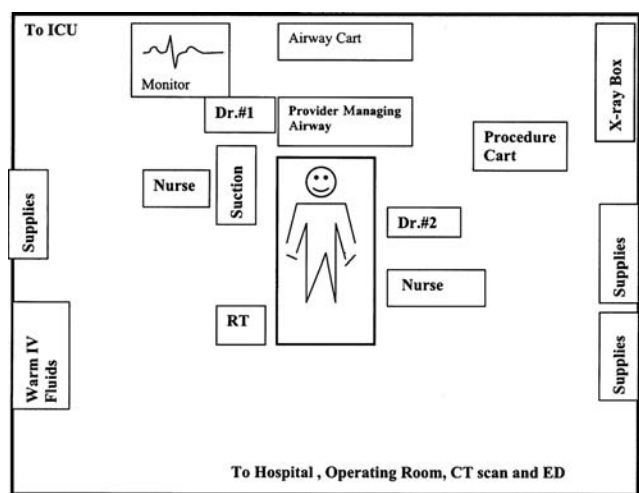 To ICU
Airway Cart
Monitor
Dr.#1
Provider Managing
Airway
X-ray Box
Procedure
Cart
Nurse
Suction
Supplies
Dr.#2
Supplies
Nurse
RT
Warm IV
Fluids
Supplies
To Hospital , Operating Room, CT scan and ED